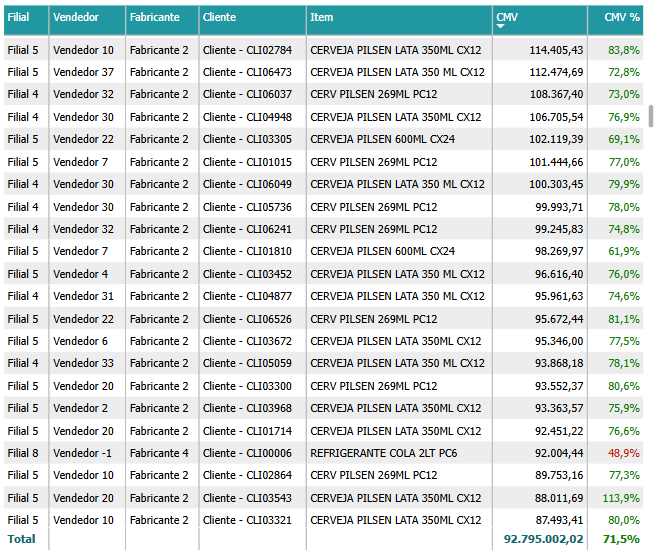 Filial Vendedor Fabricante Cliente Item CMV CMV %
Filial 5 Vendedor 10 Fabricante 2 Cliente - CLI02784 CERVEJA PILSEN LATA 350ML CX12 114.405,43 83,8%
Filial 5 Vendedor 37 Fabricante 2 Cliente - CLI06473 CERVEJA PILSEN LATA 350 ML CX12 112.474,69 72,8%
Filial 4 Vendedor 32 Fabricante 2 Cliente - CLI06037 CERV PILSEN 269ML PC12 108.367,40 73,0%
Filial 4 Vendedor 30 Fabricante 2 Cliente - CLI04948 CERVEJA PILSEN LATA 350ML CX12 106.705,54 76,9%
Filial 5 Vendedor 22 Fabricante 2 Cliente - CLI03305 CERVEJA PILSEN 600ML CX24 102.119,39 69,1%
Filial 5 Vendedor 7 Fabricante 2 Cliente - CLI01015 CERV PILSEN 269ML PC12 101.444,66 77,0%
Filial 4 Vendedor 30 Fabricante 2 Cliente - CLI06049 CERVEJA PILSEN LATA 350 ML CX12 100.303,45 79,9%
Filial 4 Vendedor 30 Fabricante 2 Cliente - CLI05736 CERV PILSEN 269ML PC12 99.993,71 78,0%
Filial 4 Vendedor 32 Fabricante 2 Cliente - CLI06241 CERV PILSEN 269ML PC12 99.245,83 74,8%
Filial 5 Vendedor 7 Fabricante 2 Cliente - CLI01810 CERVEJA PILSEN 600ML CX24 98.269,97 61,9%
Filial 5 Vendedor 4 Fabricante 2 Cliente - CLI03452 CERVEJA PILSEN LATA 350 ML CX12 96.616,40 76,0%
Filial 4 Vendedor 31 Fabricante 2 Cliente - CLI04877 CERVEJA PILSEN LATA 350 ML CX12 95.961,63 74,6%
Filial 5 Vendedor 22 Fabricante 2 Cliente - CLI06526 CERV PILSEN 269ML PC12 95.672,44 81,1%
Filial 5 Vendedor 6 Fabricante 2 Cliente - CLI03672 CERVEJA PILSEN LATA 350ML CX12 95.346,00 77,5%
Filial 4 Vendedor 33 Fabricante 2 Cliente - CLI05059 CERVEJA PILSEN LATA 350 ML CX12 93.868,18 78,1%
Filial 5 Vendedor 20 Fabricante 2 Cliente - CLI03300 CERV PILSEN 269ML PC12 93.552,37 80,6%
Filial 5 Vendedor 2 Fabricante 2 Cliente - CLI03968 CERVEJA PILSEN LATA 350ML CX12 93.363,57 75,9%
Filial 5 Vendedor 20 Fabricante 2 Cliente - CLI01714 CERVEJA PILSEN LATA 350ML CX12 92.451,22 76,6%
Filial 8 Vendedor -1 Fabricante 4 Cliente - CLI00006 REFRIGERANTE COLA 2LT PC6 92.004,44 48,9%
Filial 5 Vendedor 10 Fabricante 2 Cliente - CLI02864 CERV PILSEN 269ML PC12 89.753,16 77,3%
Filial 5 Vendedor 20 Fabricante 2 Cliente - CLI03543 CERVEJA PILSEN LATA 350ML CX12 88.011,69 113,9%
Filial 5 Vendedor 10 Fabricante 2 Cliente - CLI03321 CERVEJA PILSEN LATA 350ML CX12 87.493,41 80,0%
Total 92.795.002,02 71,5%